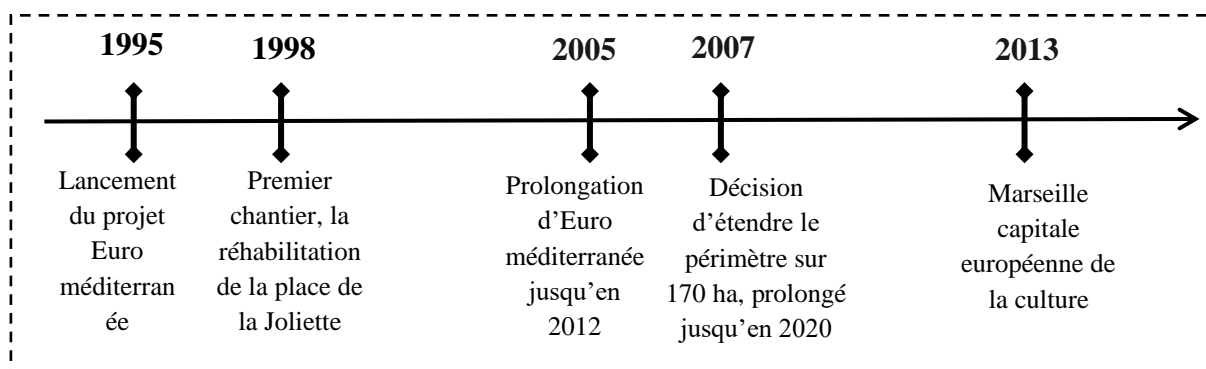 1995
1998
2005
2007
2013
Lancement
du projet
Euro
méditerran
ée
Premier
chantier, la
réhabilitation
de la place de
la Joliette
Prolongation
d’Euro
méditerranée
jusqu’en
2012
Décision
d’étendre le
périmètre sur
170 ha, prolongé
jusqu’en 2020
Marseille
capitale
européenne de
la culture